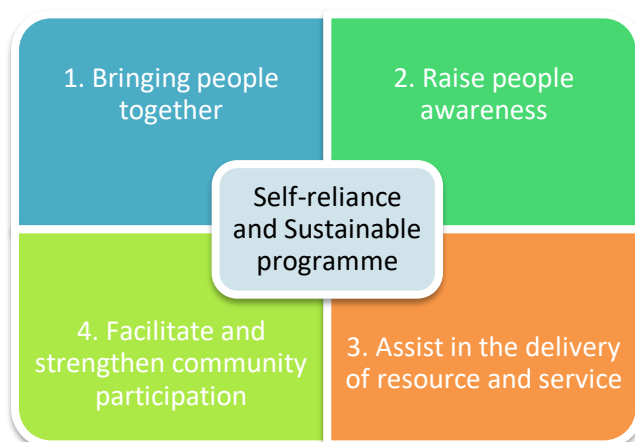 1. Bringing people
together
2. Raise people
awareness
Self-reliance
and Sustainable
programme
4. Facilitate and
strengthen community
participation
3. Assist in the delivery
of resource and service